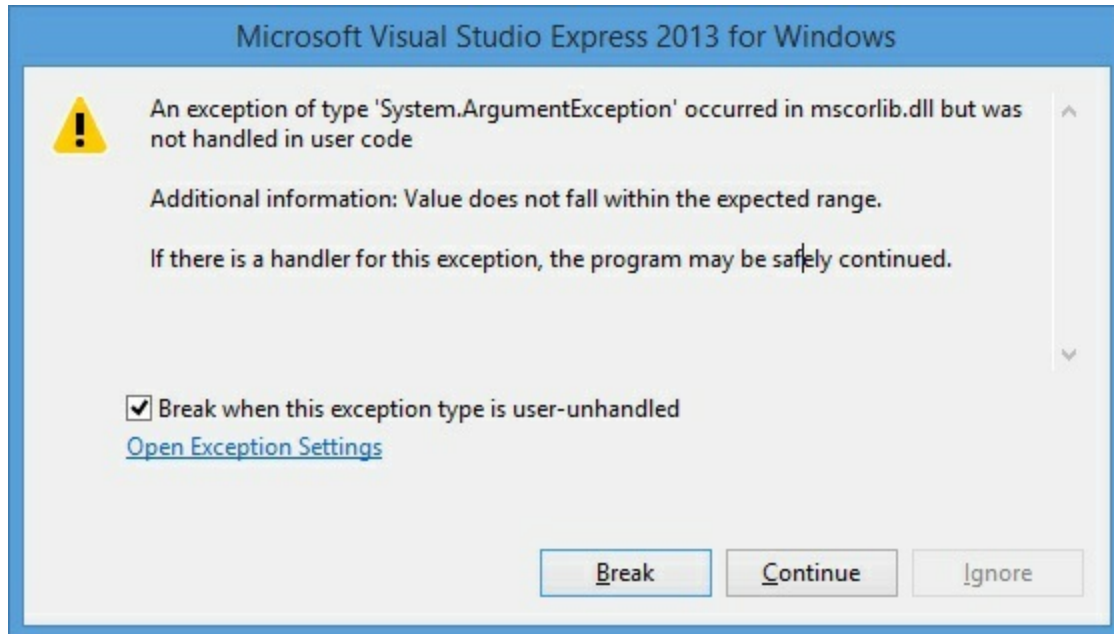 Microsoft Visual Studio Express 2013 for Windows
An exception of type 'System.ArgumentException' occurred in mscorlib.dll but was
not handled in user code
Additional information: Value does not fall within the expected range.
If there is a handler for this exception, the program may be safely continued.
Break when this exception type is user-unhandled
Open Exception Settings
Break
Continue
Ignore